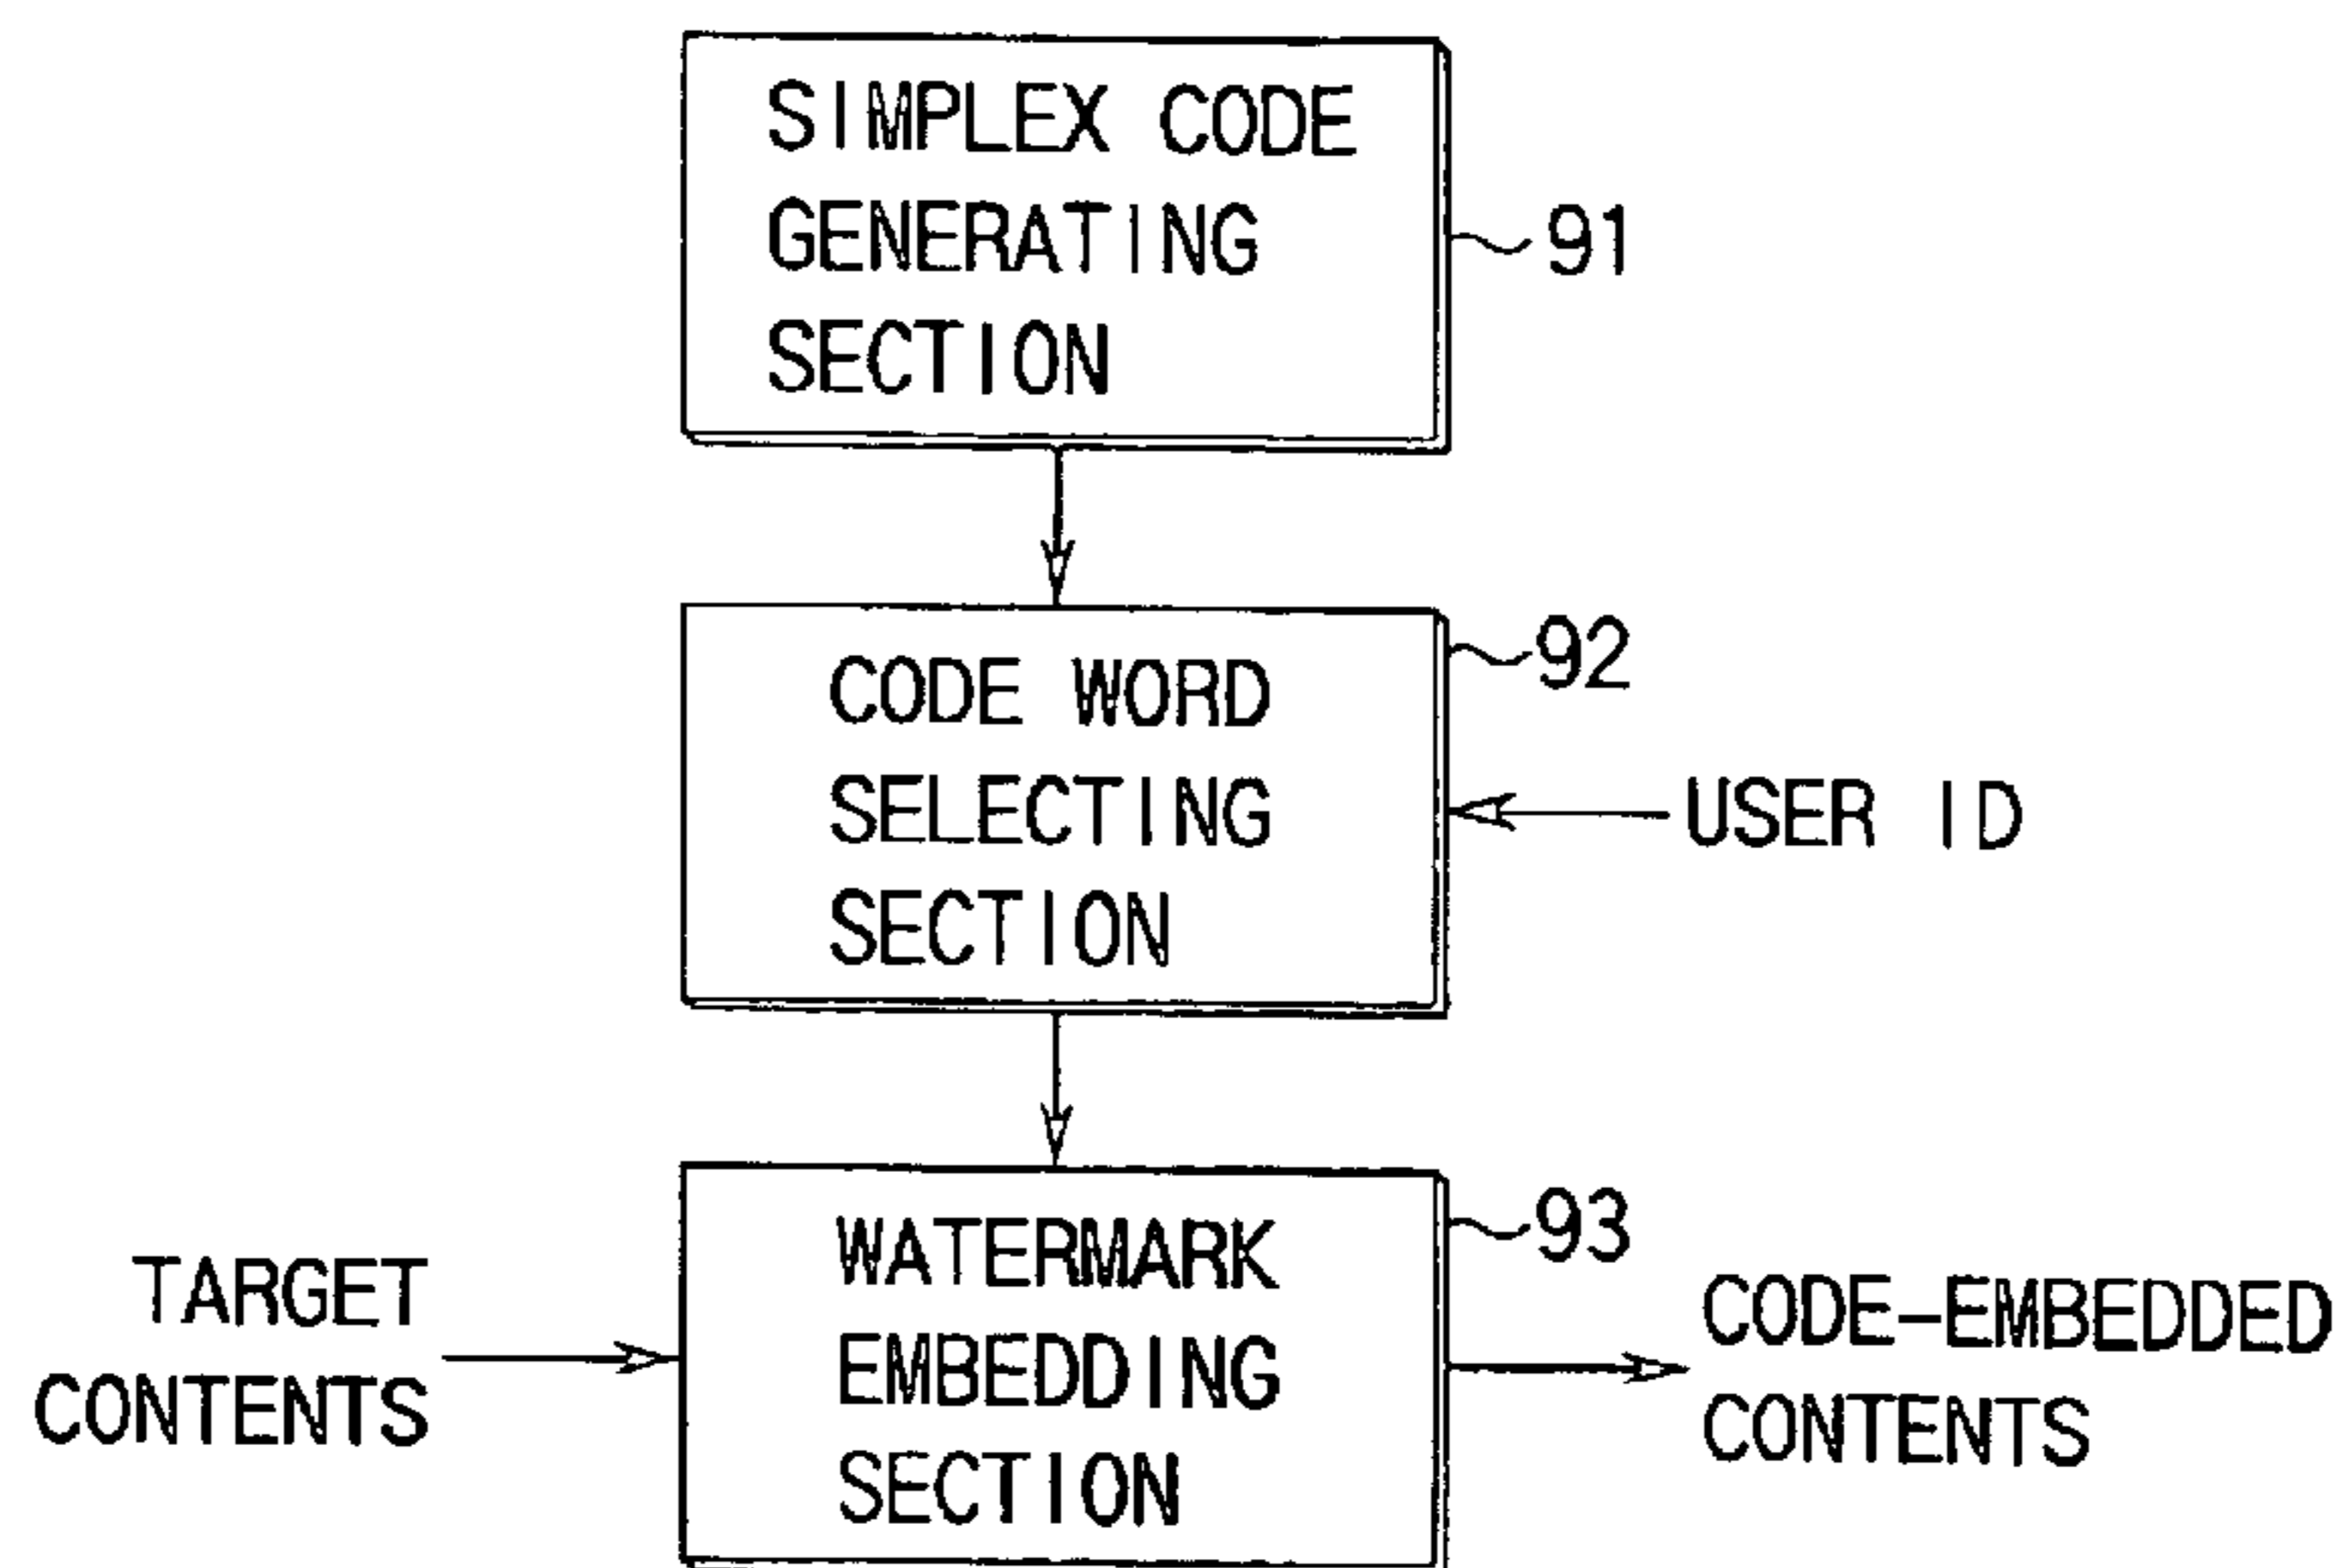 SIMPLEX CODE
GENERATING
SECTION
91
CODE WORD
SELECTING
SECTION
92
USER ID
WATERMARK
EMBEDDING
SECTION
93
TARGET
CONTENTS
CODE-EMBEDDED
CONTENTS